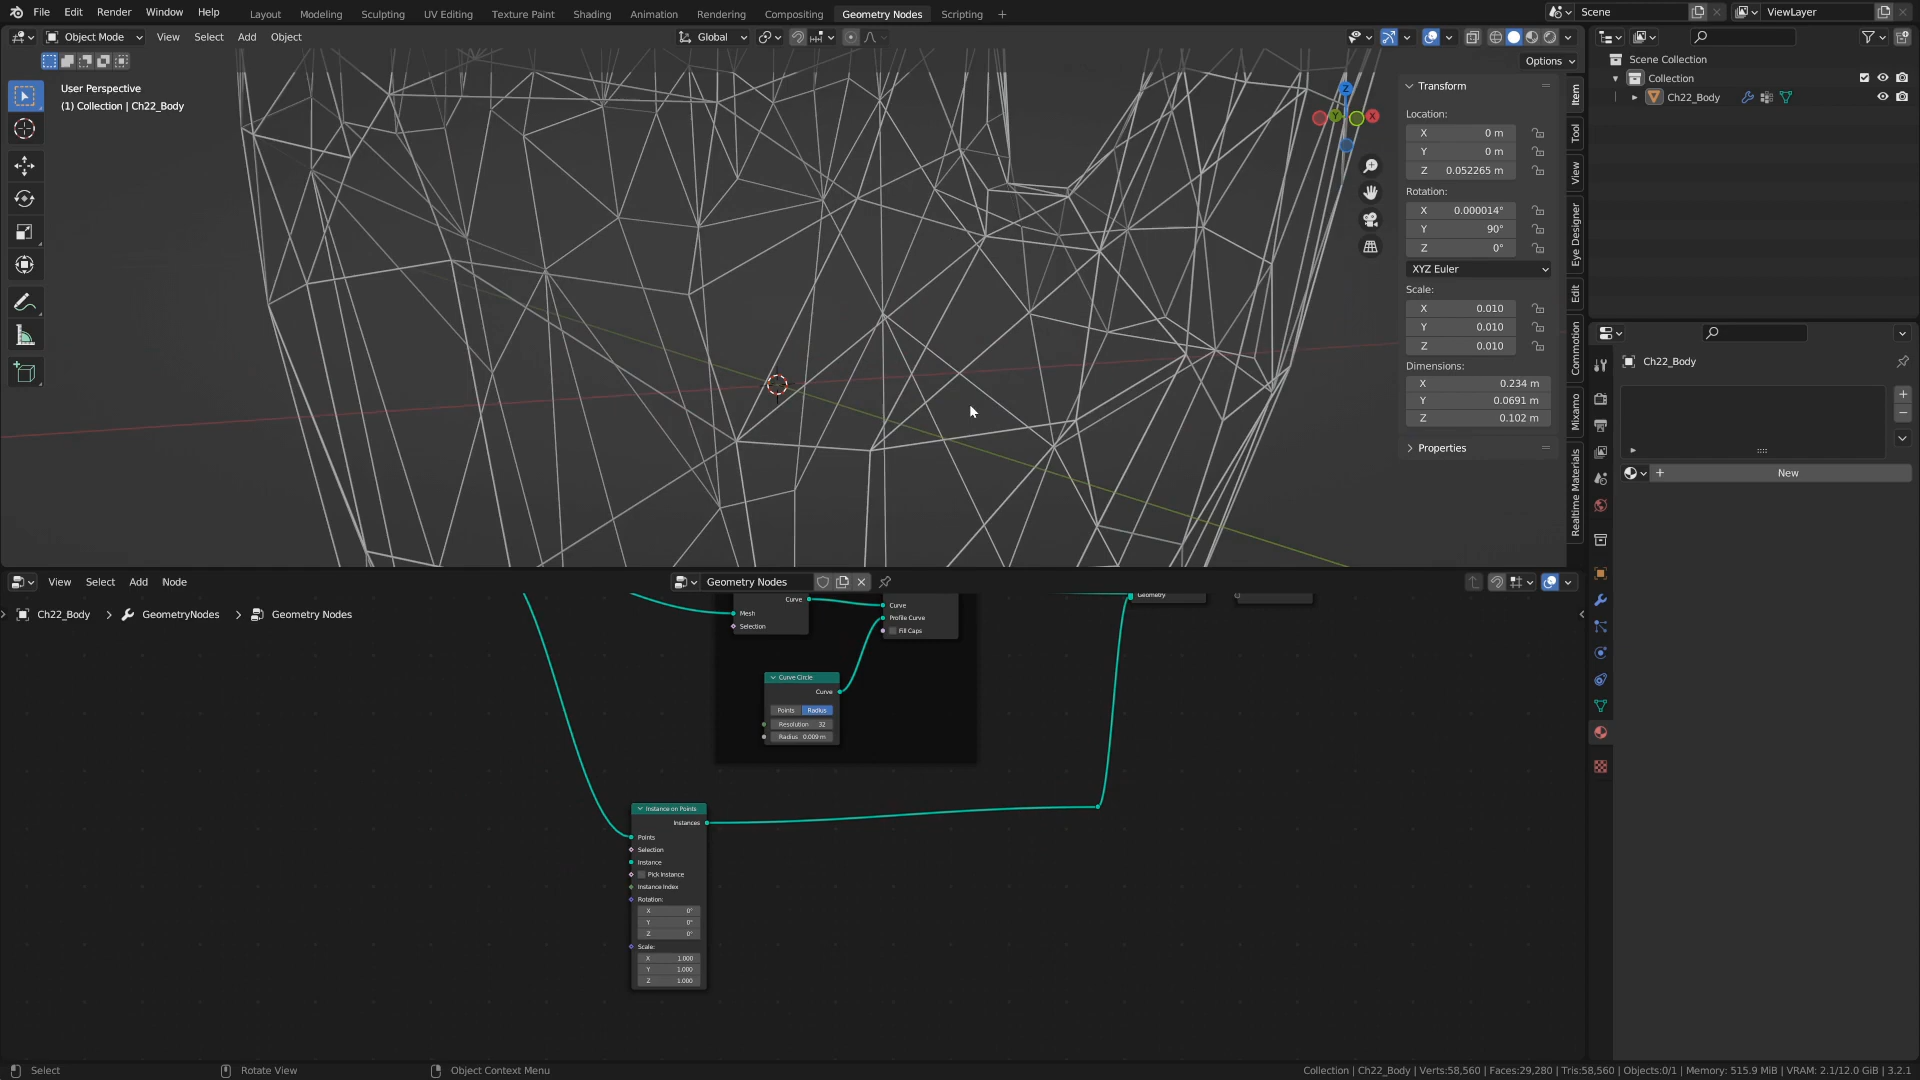 File Edit Render Window Help Layout Modeling Sculpting UV Editing Texture Paint Shading Animation Rendering Compositing Geometry Nodes Scripting + Scene ViewLayer
Object Mode View Select Add Object Global
Options
User Perspective
(1) Collection | Ch22_Body
Transform
Location:
X 0 m
Y 0 m
Z 0.052265 m
Rotation:
X 0.000014°
Y 90°
Z 0°
XYZ Euler
Scale:
X 0.010
Y 0.010
Z 0.010
Dimensions:
X 0.234 m
Y 0.0691 m
Z 0.102 m
Properties
Item
Tool
View
Eye Designer
Edit
Commotion
Mixamo
Realtime Materials
Z
Y
X
Scene Collection
Collection
Ch22_Body
Ch22_Body
New
View Select Add Node Geometry Nodes
Ch22_Body > GeometryNodes > Geometry Nodes
Curve
Mesh
Selection
Curve
Profile Curve
Fill Caps
Geometry
Curve Circle
Curve
Points Radius
Resolution 32
Radius 0.009 m
Instance on Points
Instances
Points
Selection
Instance
Pick Instance
Instance Index
Rotation:
X 0°
Y 0°
Z 0°
Scale:
X 1.000
Y 1.000
Z 1.000
Select Rotate View Object Context Menu Collection | Ch22_Body | Verts:58,560 | Faces:29,280 | Tris:58,560 | Objects:0/1 | Memory: 515.9 MiB | VRAM: 2.1/12.0 GiB | 3.2.1